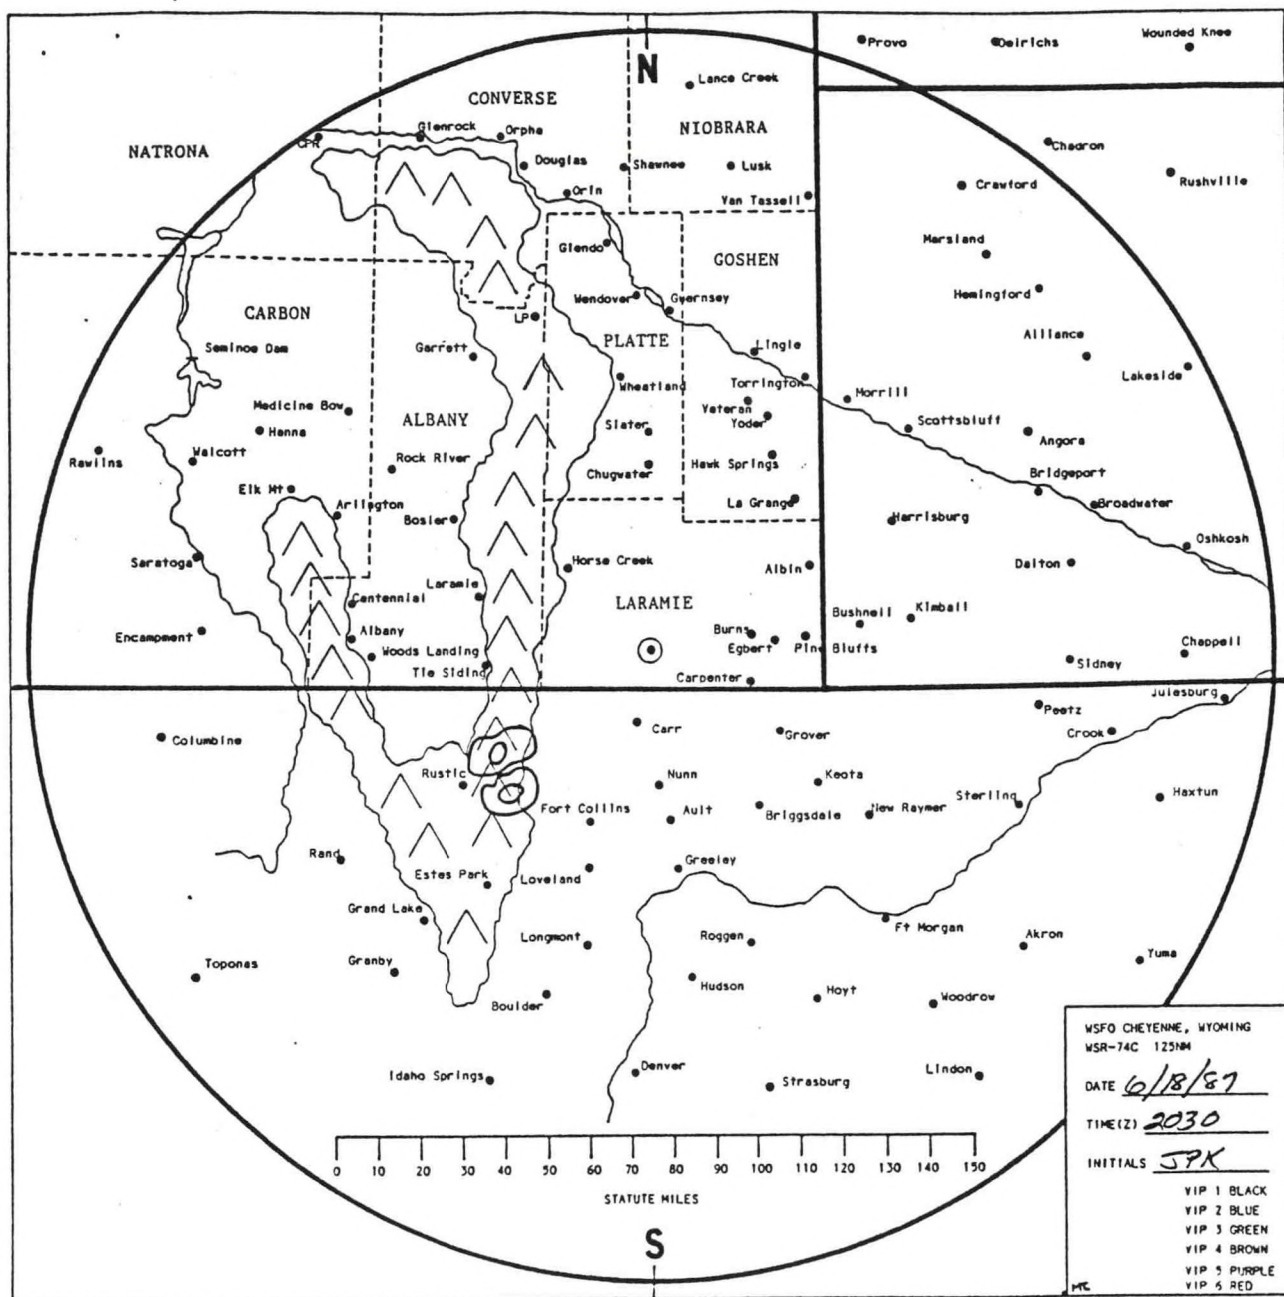 N
Provo
Oelrichs
Wounded Knee
Lance Creek
CONVERSE
NIOBRARA
NATRONA
CPR
Glenrock
Orpha
Douglas
Shawnee
Lusk
Chadron
Orin
Van Tassell
Crawford
Rushville
Glendo
GOSHEN
Marsland
Wendover
Guernsey
Hemingford
CARBON
LP
PLATTE
Alliance
Seminoe Dam
Garrett
Lingle
Lakeside
Wheatland
Torrington
Morrill
Medicine Bow
ALBANY
Veteran
Yoder
Scottsbluff
Hanna
Slater
Angora
Rawlins
Walcott
Rock River
Chugwater
Hawk Springs
Bridgeport
Elk Mt
Arlington
Bosler
La Grange
Harrisburg
Broadwater
Saratoga
Horse Creek
Albin
Dalton
Oshkosh
Laramie
Centennial
LARAMIE
Bushnell
Kimball
Encampment
Albany
Burns
Egbert
Pine Bluffs
Chappell
Woods Landing
Tie Siding
Sidney
Carpenter
Julesburg
Columbine
Carr
Grover
Peetz
Crook
Rustic
Nunn
Keota
Fort Collins
Ault
Briggsdale
New Raymer
Sterling
Haxtun
Rand
Estes Park
Loveland
Greeley
Grand Lake
Longmont
Roggen
Ft Morgan
Akron
Toponas
Granby
Boulder
Hudson
Hoyt
Woodrow
Yuma
Idaho Springs
Denver
Strasburg
Lindon
0 10 20 30 40 50 60 70 80 90 100 110 120 130 140 150
STATUTE MILES
S
WSFO CHEYENNE, WYOMING
WSR-74C 125NM
DATE 6/18/87
TIME(Z) 2030
INITIALS JPK
VIP 1 BLACK
VIP 2 BLUE
VIP 3 GREEN
VIP 4 BROWN
VIP 5 PURPLE
VIP 6 RED